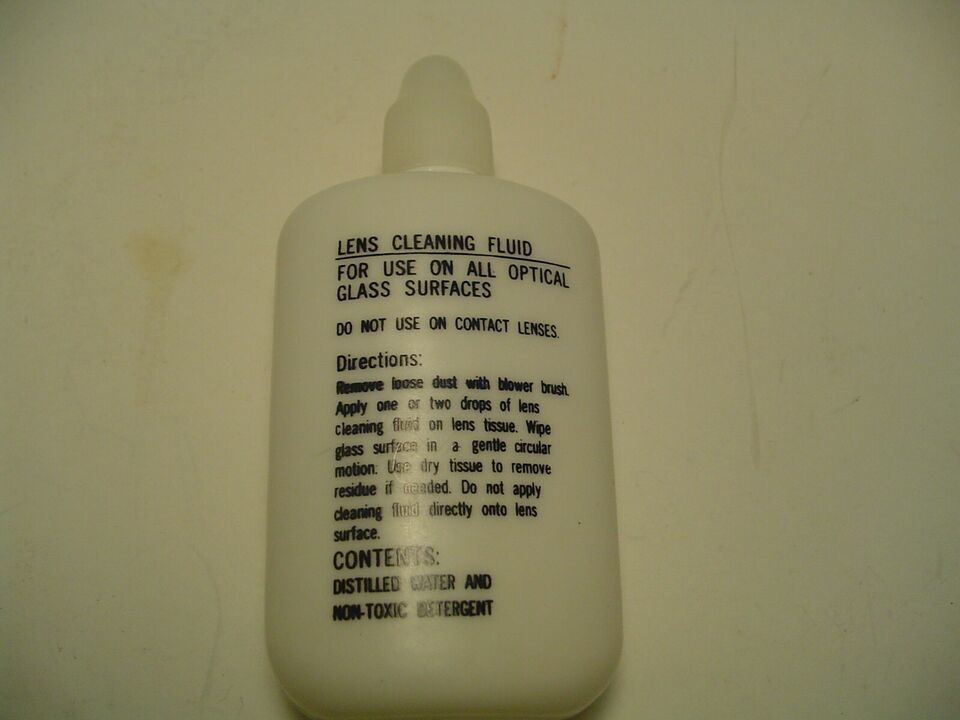 LENS CLEANING FLUID
FOR USE ON ALL OPTICAL
GLASS SURFACES
DO NOT USE ON CONTACT LENSES.
Directions:
Remove loose dust with blower brush.
Apply one or two drops of lens
cleaning fluid on lens tissue. Wipe
glass surface in a gentle circular
motion. Use dry tissue to remove
residue if needed. Do not apply
cleaning fluid directly onto lens
surface.
CONTENTS:
DISTILLED WATER AND
NON-TOXIC DETERGENT